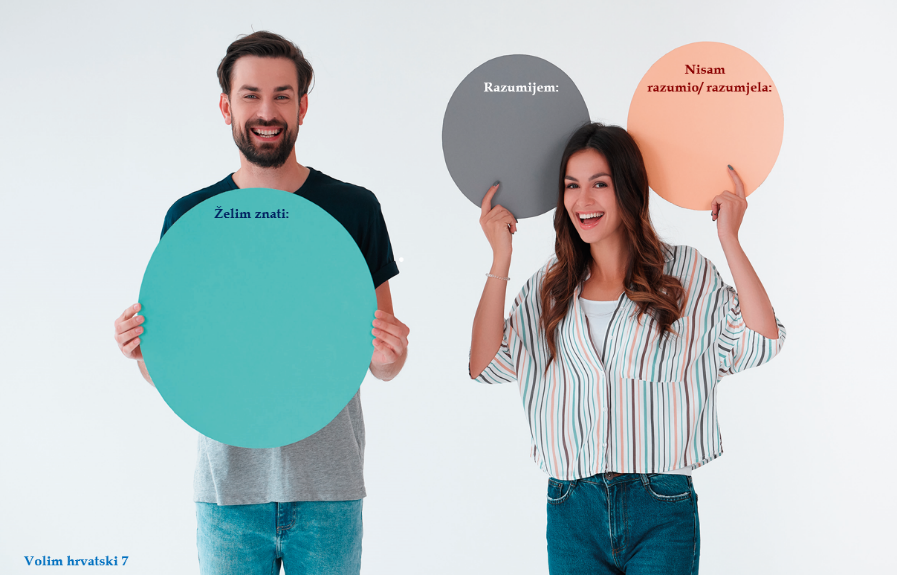 Želim znati:
Razumijem:
Nisam
razumio/ razumjela:
Volim hrvatski 7